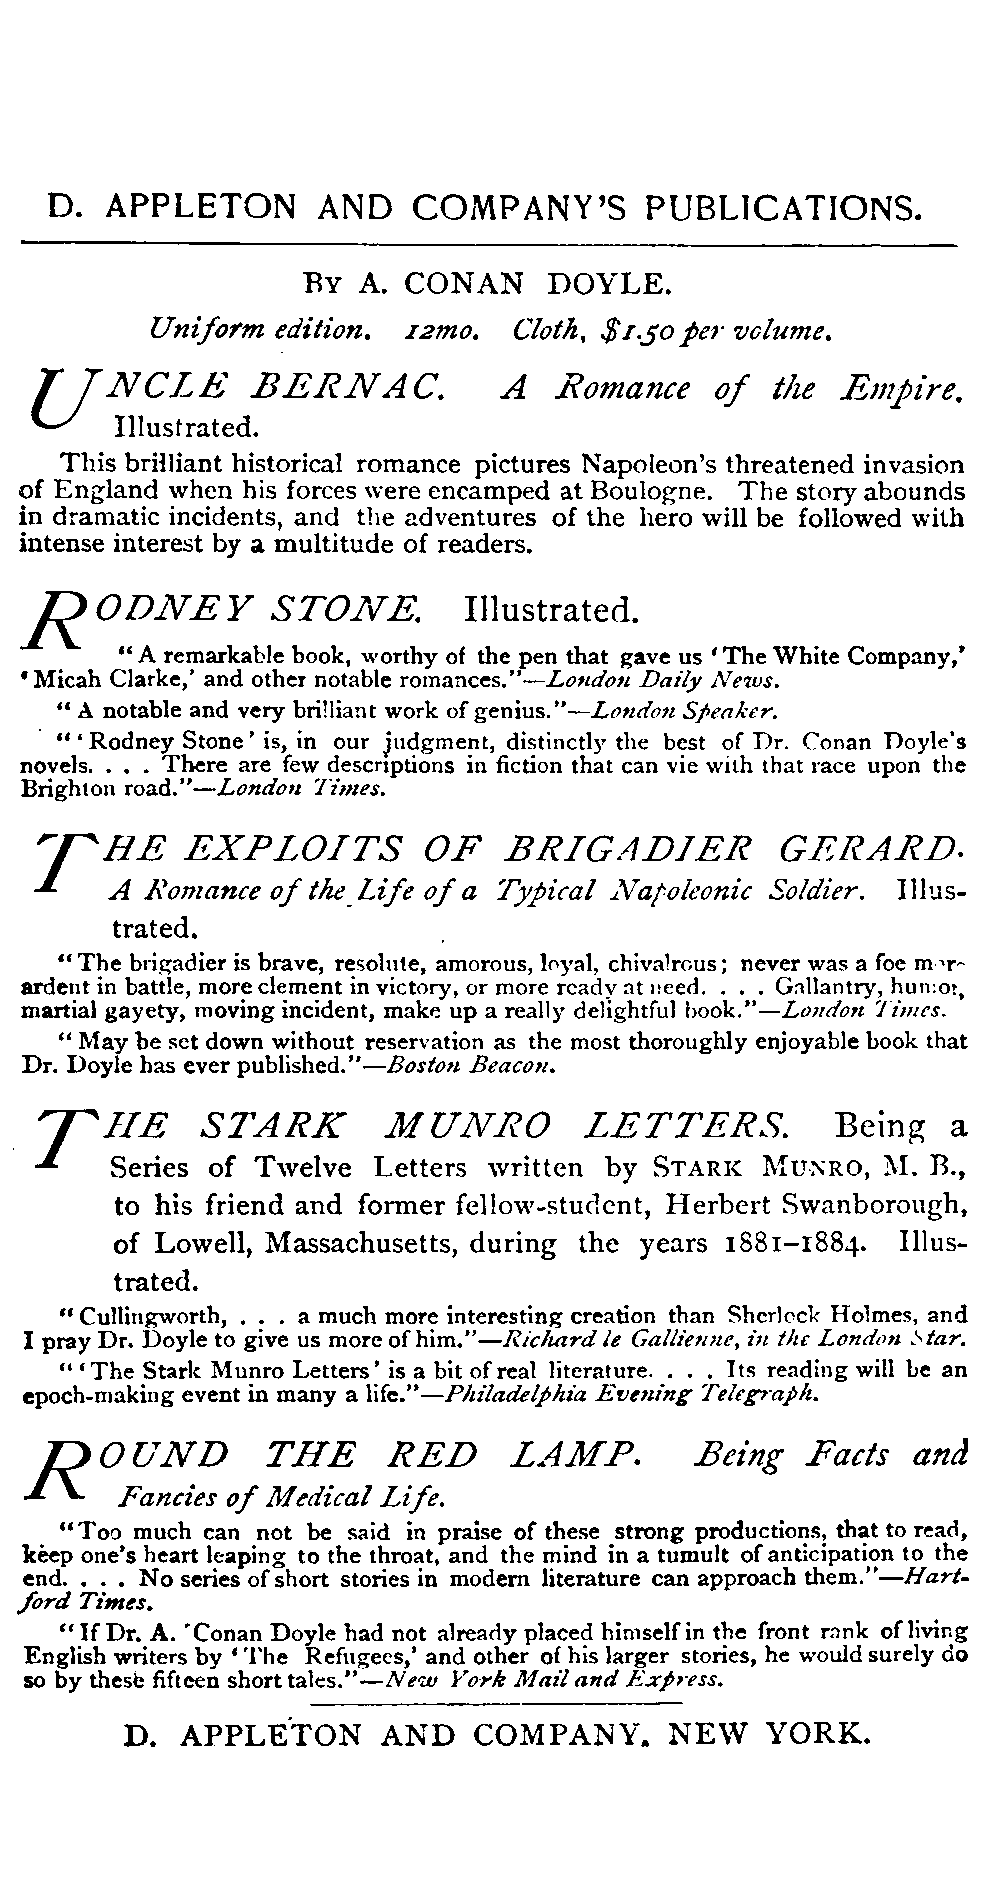 D. APPLETON AND COMPANY'S PUBLICATIONS.
By A. CONAN DOYLE.
Uniform edition. 12mo. Cloth, $1.50 per volume.
UNCLE BERNAC. A Romance of the Empire.
Illustrated.
This brilliant historical romance pictures Napoleon's threatened invasion
of England when his forces were encamped at Boulogne. The story abounds
in dramatic incidents, and the adventures of the hero will be followed with
intense interest by a multitude of readers.
RODNEY STONE. Illustrated.
"A remarkable book, worthy of the pen that gave us 'The White Company,'
'Micah Clarke,' and other notable romances."—London Daily News.
"A notable and very brilliant work of genius."—London Speaker.
"'Rodney Stone' is, in our judgment, distinctly the best of Dr. Conan Doyle's
novels. . . . There are few descriptions in fiction that can vie with that race upon the
Brighton road."—London Times.
THE EXPLOITS OF BRIGADIER GERARD.
A Romance of the Life of a Typical Napoleonic Soldier. Illus-
trated.
"The brigadier is brave, resolute, amorous, loyal, chivalrous; never was a foe more
ardent in battle, more clement in victory, or more ready at need. . . . Gallantry, humor,
martial gayety, moving incident, make up a really delightful book."—London Times.
"May be set down without reservation as the most thoroughly enjoyable book that
Dr. Doyle has ever published."—Boston Beacon.
THE STARK MUNRO LETTERS. Being a
Series of Twelve Letters written by STARK MUNRO, M. B.,
to his friend and former fellow-student, Herbert Swanborough,
of Lowell, Massachusetts, during the years 1881–1884. Illus-
trated.
"Cullingworth, . . . a much more interesting creation than Sherlock Holmes, and
I pray Dr. Doyle to give us more of him."—Richard le Gallienne, in the London Star.
"'The Stark Munro Letters' is a bit of real literature. . . . Its reading will be an
epoch-making event in many a life."—Philadelphia Evening Telegraph.
ROUND THE RED LAMP. Being Facts and
Fancies of Medical Life.
"Too much can not be said in praise of these strong productions, that to read,
keep one's heart leaping to the throat, and the mind in a tumult of anticipation to the
end. . . . No series of short stories in modern literature can approach them."—Hart-
ford Times.
"If Dr. A. Conan Doyle had not already placed himself in the front rank of living
English writers by 'The Refugees,' and other of his larger stories, he would surely do
so by these fifteen short tales."—New York Mail and Express.
D. APPLETON AND COMPANY, NEW YORK.